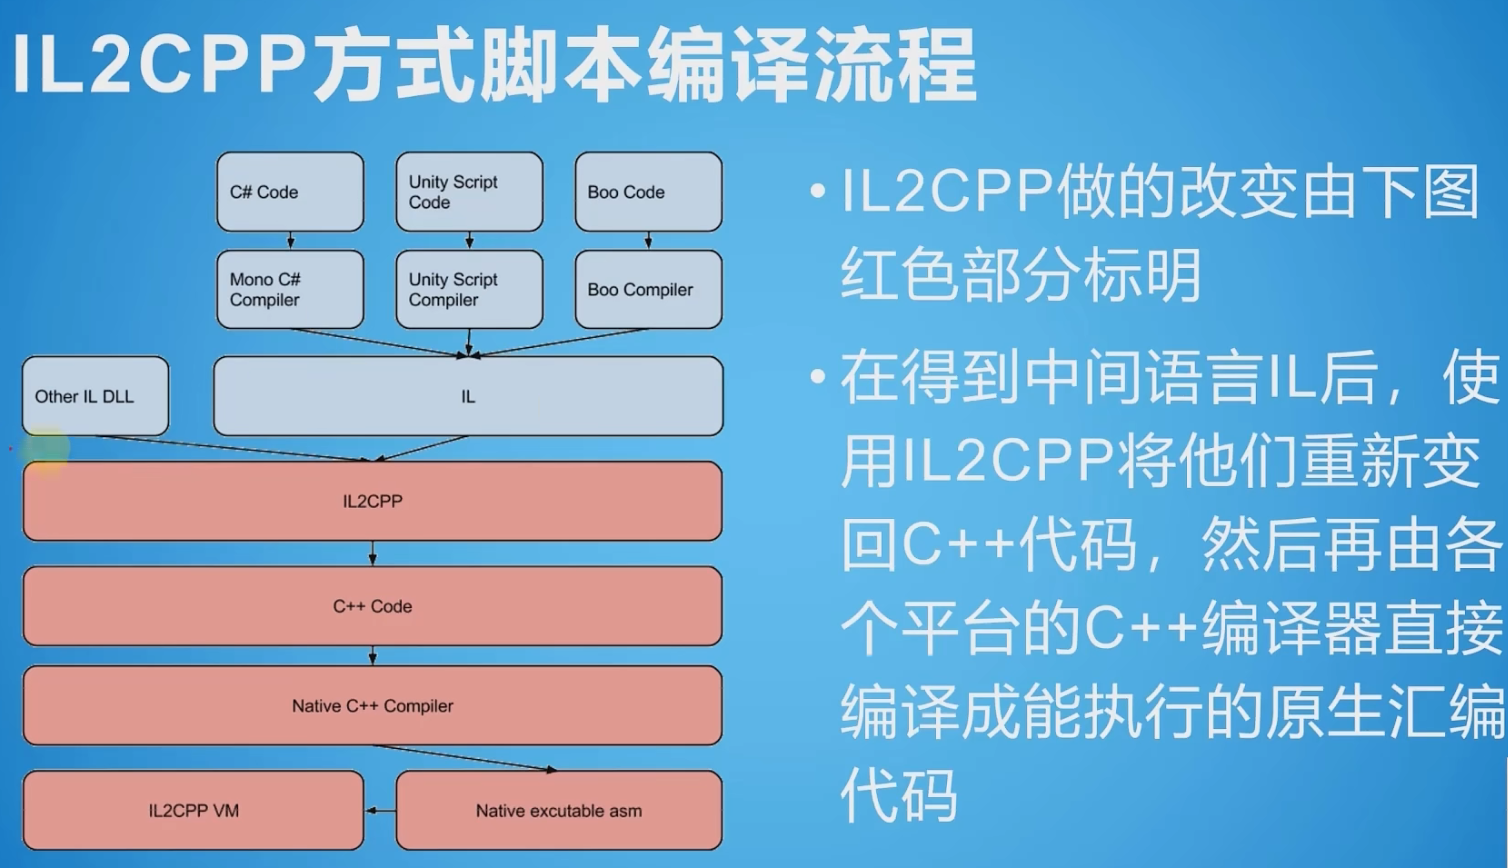 IL2CPP方式脚本编译流程
C# Code
Unity Script
Code
Boo Code
Mono C#
Compiler
Unity Script
Compiler
Boo Compiler
Other IL DLL
IL
IL2CPP
C++ Code
Native C++ Compiler
IL2CPP VM
Native excutable asm
•IL2CPP做的改变由下图
红色部分标明
•在得到中间语言IL后，使
用IL2CPP将他们重新变
回C++代码，然后再由各
个平台的C++编译器直接
编译成能执行的原生汇编
代码